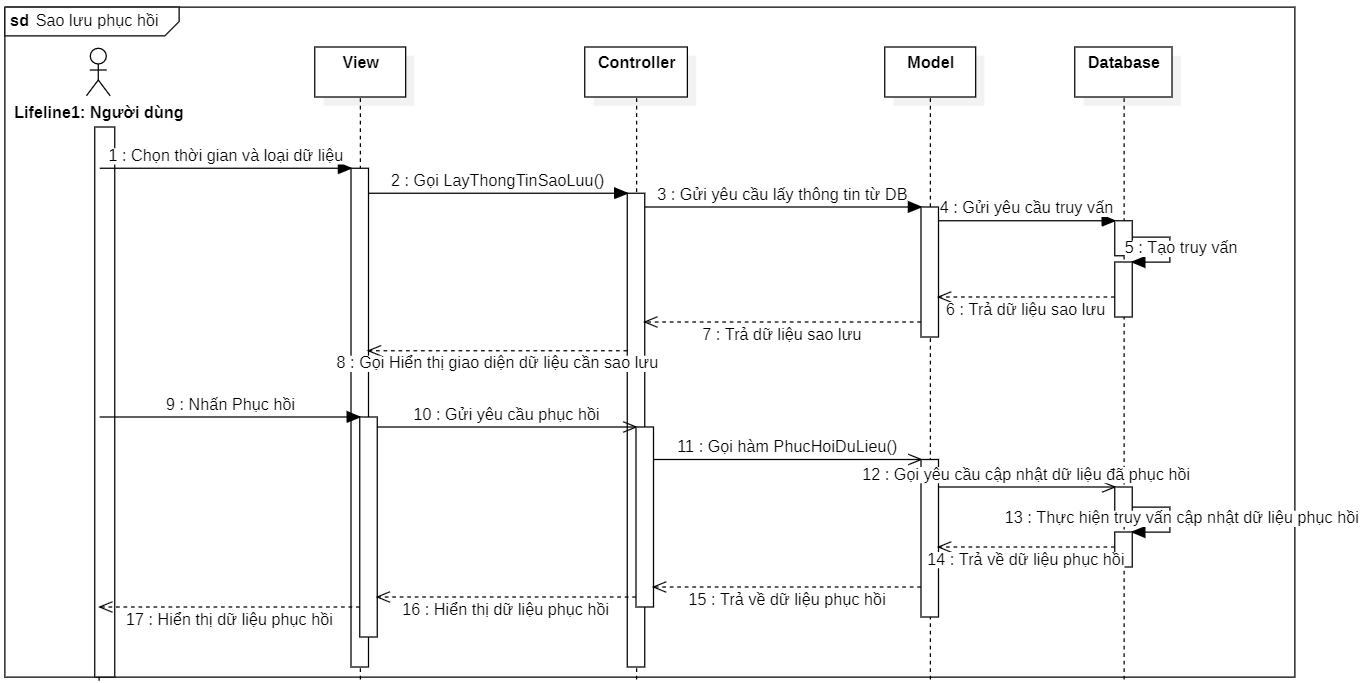 sd Sao lưu phục hồi
View
Controller
Model
Database
Lifeline1: Người dùng
1 : Chọn thời gian và loại dữ liệu
2 : Gọi LayThongTinSaoLuu()
3 : Gửi yêu cầu lấy thông tin từ DB
4 : Gửi yêu cầu truy vấn
5 : Tạo truy vấn
6 : Trả dữ liệu sao lưu
7 : Trả dữ liệu sao lưu
8 : Gọi Hiển thị giao diện dữ liệu cần sao lưu
9 : Nhấn Phục hồi
10 : Gửi yêu cầu phục hồi
11 : Gọi hàm PhucHoiDuLieu()
12 : Gọi yêu cầu cập nhật dữ liệu đã phục hồi
13 : Thực hiện truy vấn cập nhật dữ liệu phục hồi
14 : Trả về dữ liệu phục hồi
15 : Trả về dữ liệu phục hồi
16 : Hiển thị dữ liệu phục hồi
17 : Hiển thị dữ liệu phục hồi